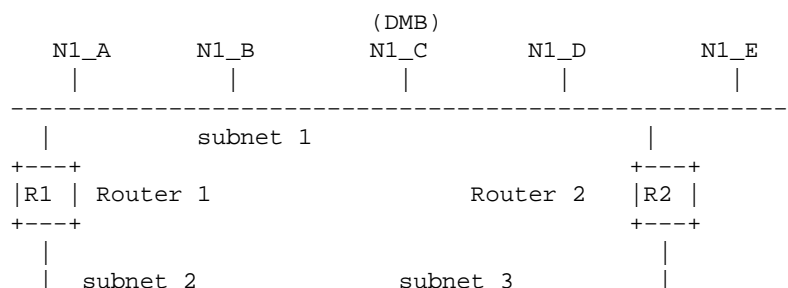 (DMB)
N1_A N1_B N1_C N1_D N1_E
| | | | |
-------------------------------------------------------
| subnet 1 |
+---+ +---+
|R1 | Router 1 Router 2 |R2 |
+---+ +---+
| |
| subnet 2 subnet 3 |